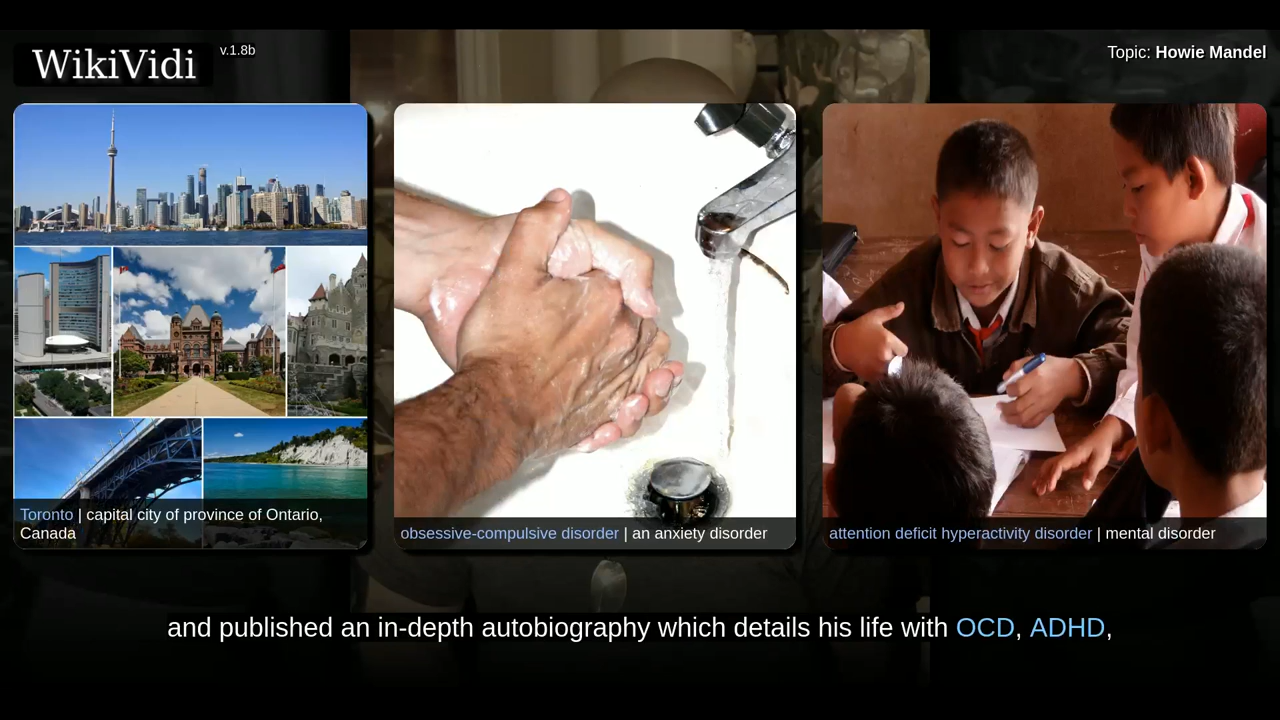 WikiVidi
v.1.8b
Topic: Howie Mandel
Toronto | capital city of province of Ontario,
Canada
obsessive-compulsive disorder | an anxiety disorder
attention deficit hyperactivity disorder | mental disorder
and published an in-depth autobiography which details his life with OCD, ADHD,